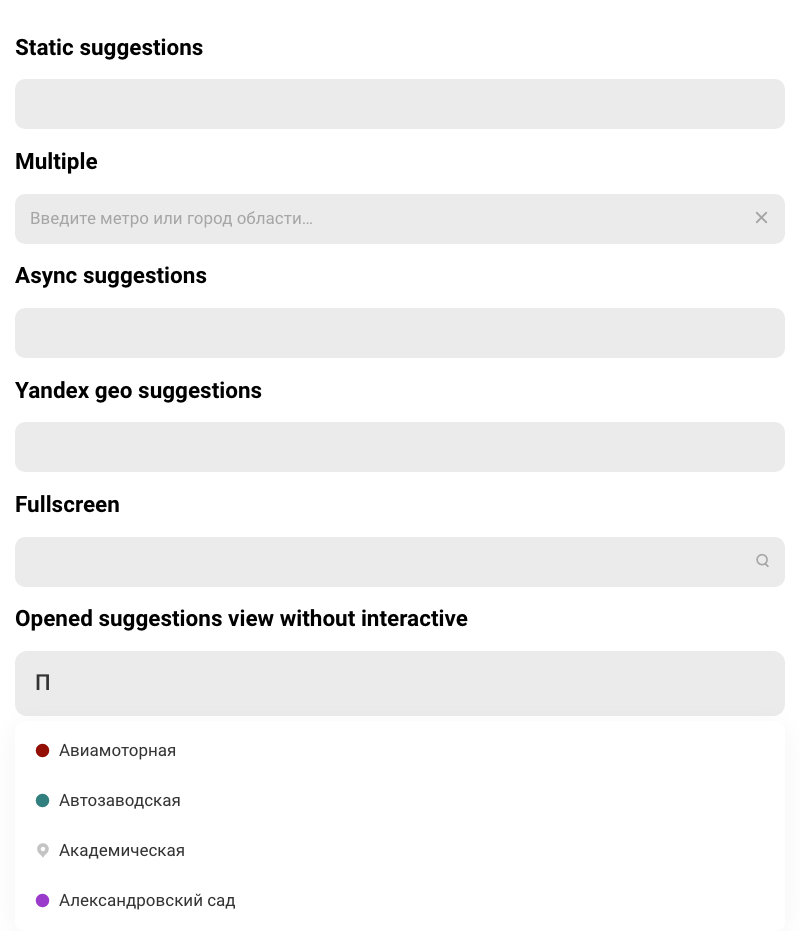 Static suggestions
Multiple
Введите метро или город области...
Async suggestions
Yandex geo suggestions
Fullscreen
Opened suggestions view without interactive
П
Авиамоторная
Автозаводская
Академическая
Александровский сад